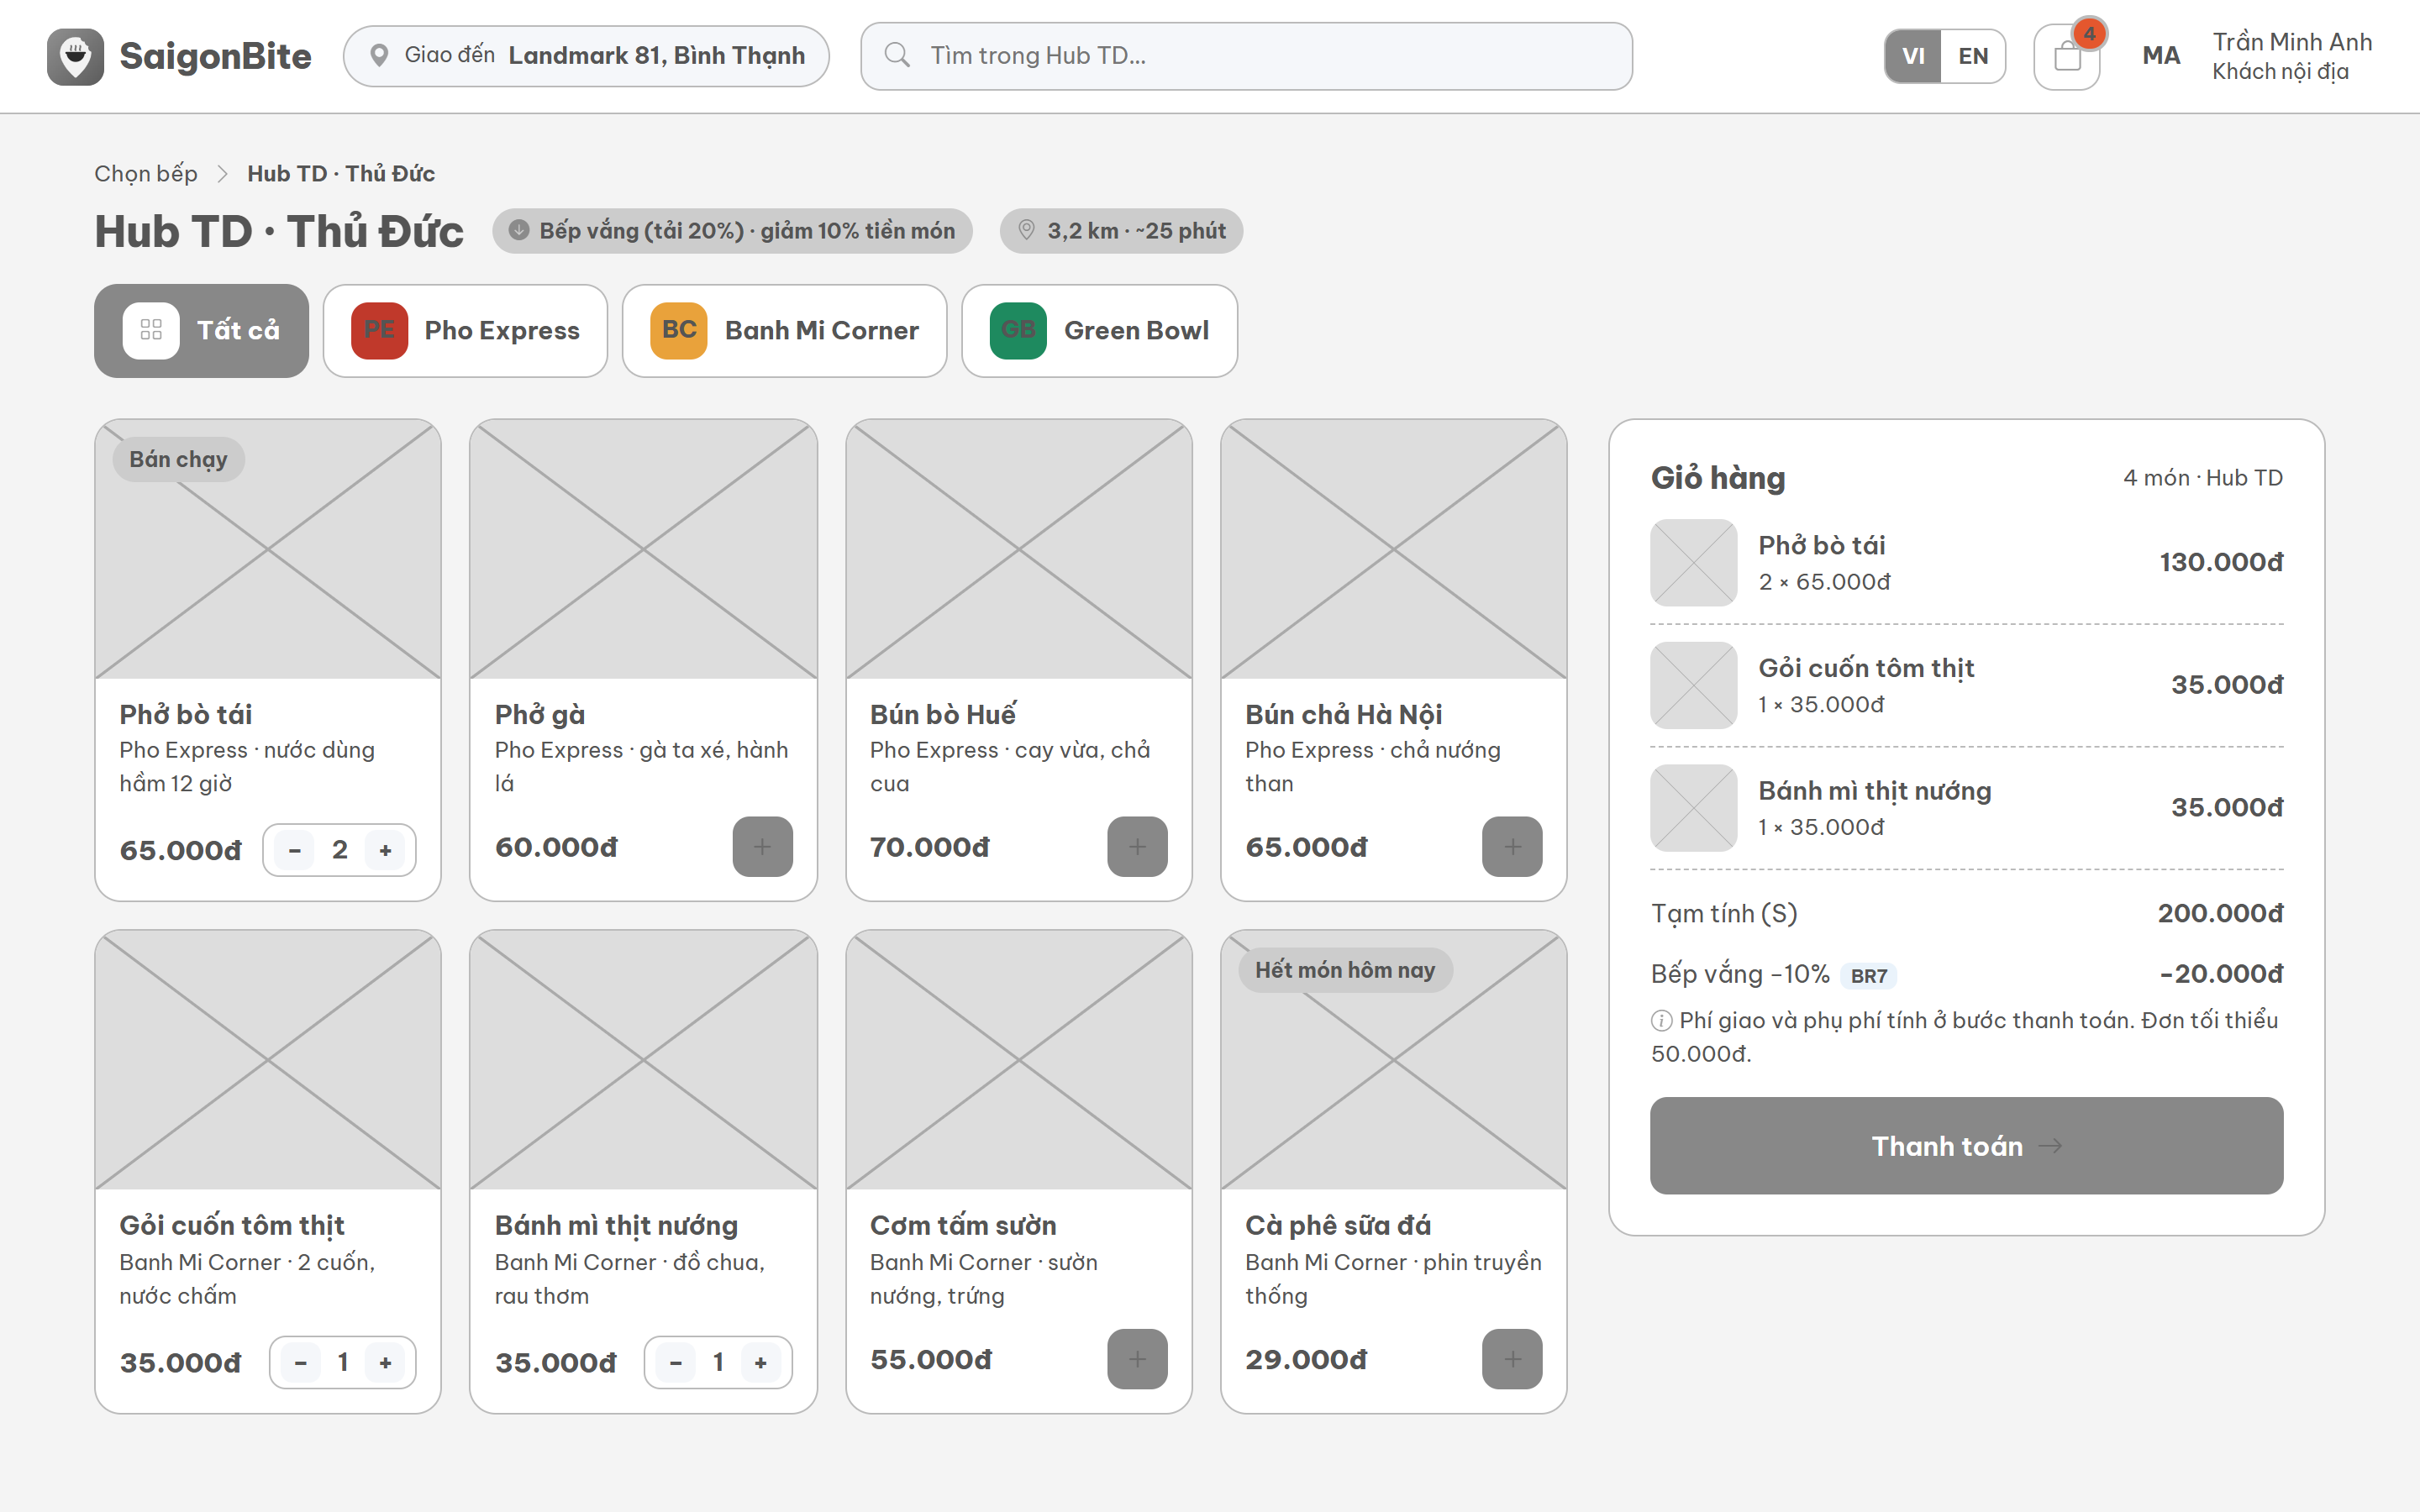 SaigonBite
Giao đến Landmark 81, Bình Thạnh
Tìm trong Hub TD...
VI EN
4
MA
Trần Minh Anh
Khách nội địa
Chọn bếp > Hub TD · Thủ Đức
Hub TD · Thủ Đức
Bếp vắng (tải 20%) · giảm 10% tiền món
3,2 km · ~25 phút
Tất cả
PE Pho Express
BC Banh Mi Corner
GB Green Bowl
Bán chạy
Phở bò tái
Pho Express · nước dùng
hầm 12 giờ
65.000đ − 2 +
Phở gà
Pho Express · gà ta xé, hành
lá
60.000đ +
Bún bò Huế
Pho Express · cay vừa, chả
cua
70.000đ +
Bún chả Hà Nội
Pho Express · chả nướng
than
65.000đ +
Gỏi cuốn tôm thịt
Banh Mi Corner · 2 cuốn,
nước chấm
35.000đ − 1 +
Bánh mì thịt nướng
Banh Mi Corner · đồ chua,
rau thơm
35.000đ − 1 +
Cơm tấm sườn
Banh Mi Corner · sườn
nướng, trứng
55.000đ +
Hết món hôm nay
Cà phê sữa đá
Banh Mi Corner · phin truyền
thống
29.000đ +
Giỏ hàng
4 món · Hub TD
Phở bò tái
2 × 65.000đ
130.000đ
Gỏi cuốn tôm thịt
1 × 35.000đ
35.000đ
Bánh mì thịt nướng
1 × 35.000đ
35.000đ
Tạm tính (S) 200.000đ
Bếp vắng −10% BR7 −20.000đ
Phí giao và phụ phí tính ở bước thanh toán. Đơn tối thiểu
50.000đ.
Thanh toán →